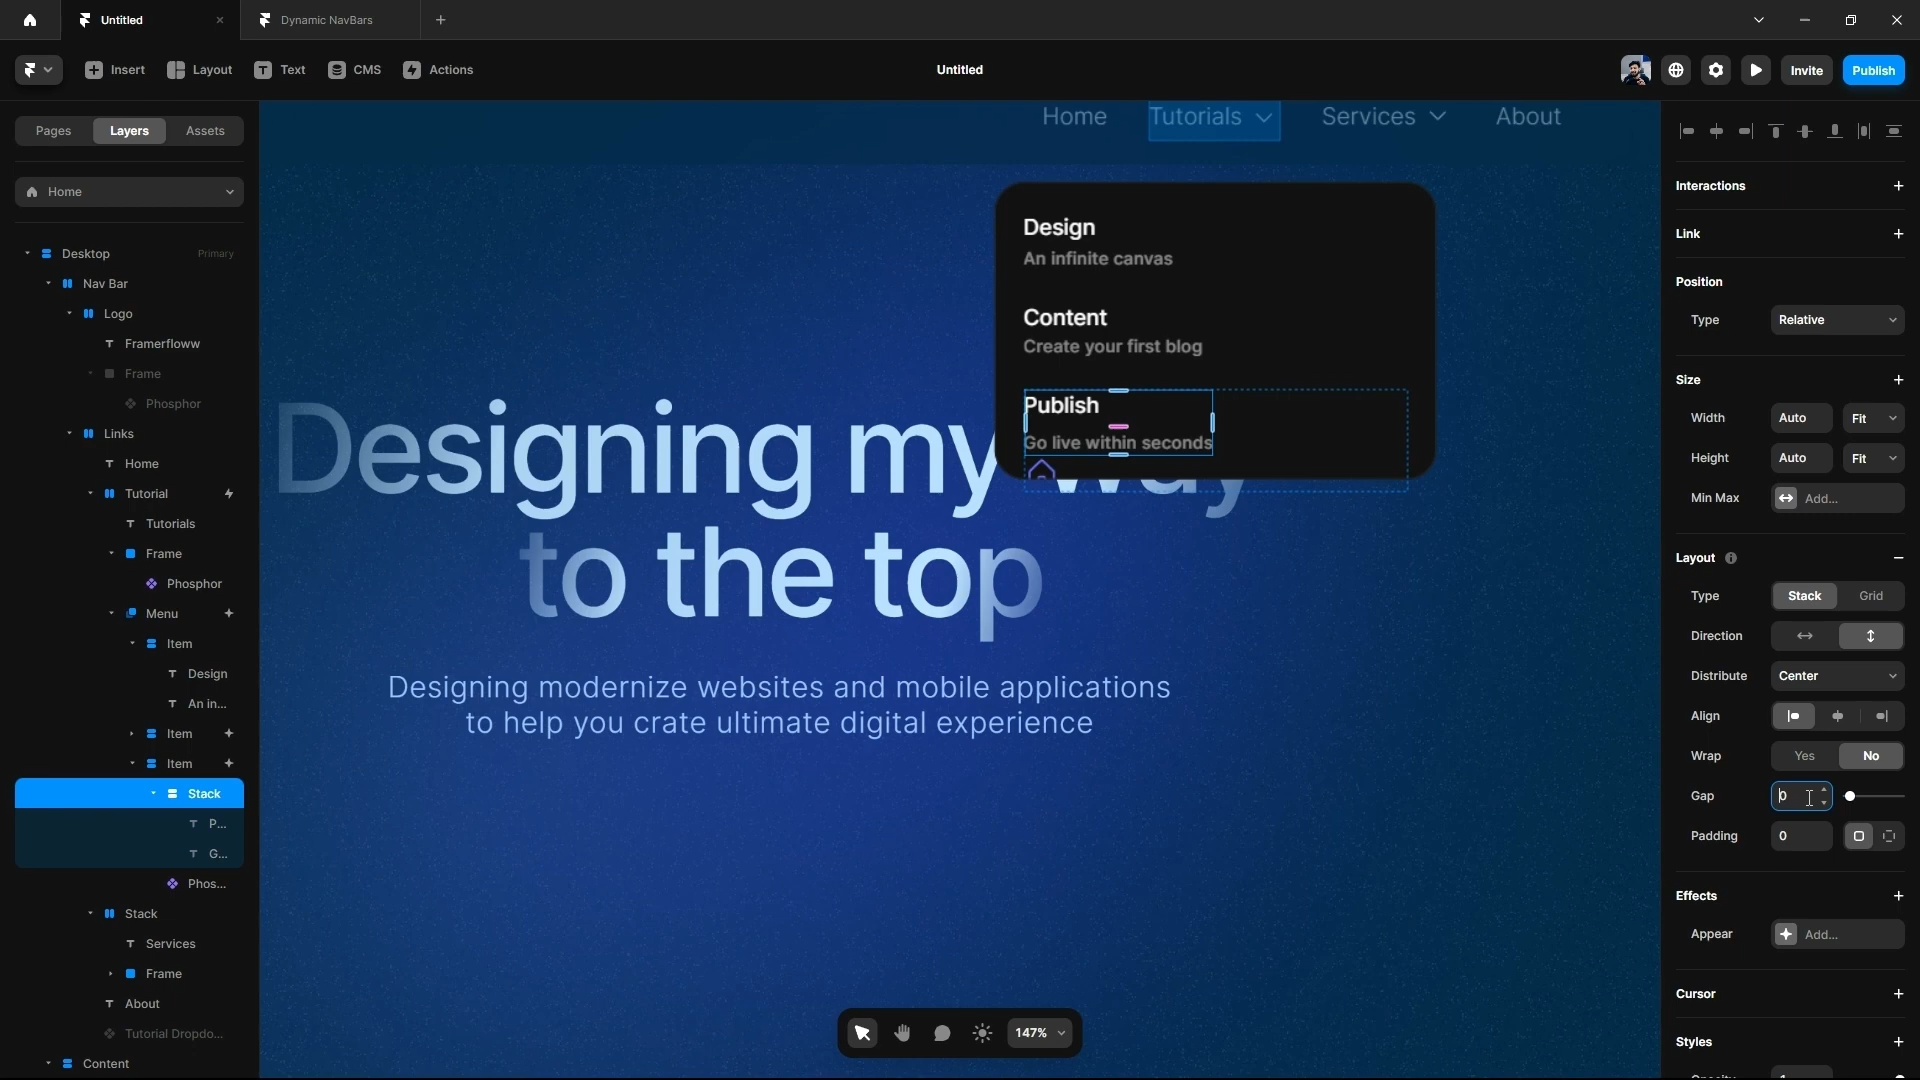 Untitled
Dynamic NavBars
Insert
Layout
Text
CMS
Actions
Untitled
Invite
Publish
Pages
Layers
Assets
Home
Desktop
Primary
Nav Bar
Logo
Framerfloww
Frame
Phosphor
Links
Home
Tutorial
Tutorials
Frame
Phosphor
Menu
Item
Design
An in...
Item
Item
Stack
P...
G...
Phos...
Stack
Services
Frame
About
Tutorial Dropdo...
Content
Home
Tutorials
Services
About
Design
An infinite canvas
Content
Create your first blog
Publish
Go live within seconds
Designing my way
to the top
Designing modernize websites and mobile applications
to help you crate ultimate digital experience
147%
Interactions
Link
Position
Type
Relative
Size
Width
Auto
Fit
Height
Auto
Fit
Min Max
Add...
Layout
Type
Stack
Grid
Direction
Distribute
Center
Align
Wrap
Yes
No
Gap
0
Padding
0
Effects
Appear
Add...
Cursor
Styles